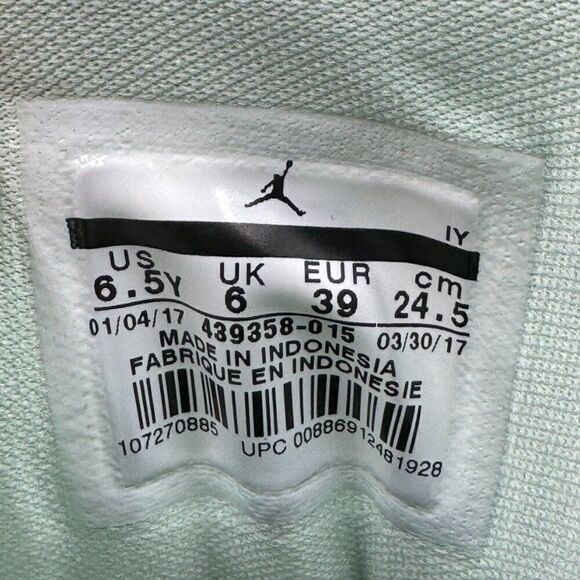 IY
US UK EUR cm
6.5Y 6 39 24.5
01/04/17 439358-015 03/30/17
MADE IN INDONESIA
FABRIQUE EN INDONESIE
107270885 UPC 00886912481928